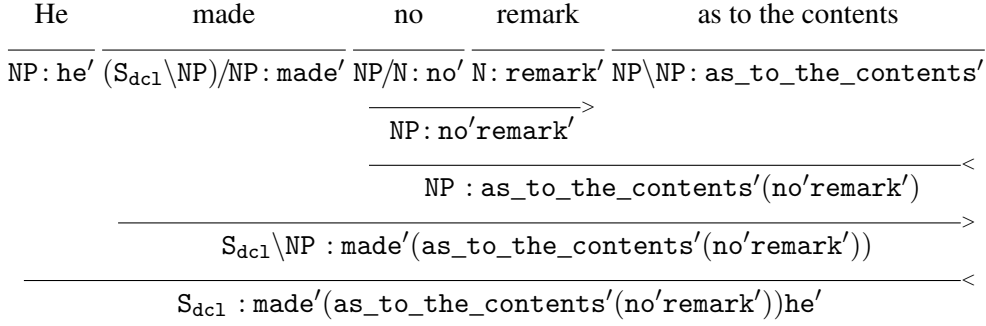 He made no remark as to the contents
NP : he′ (S_dcl\NP)/NP : made′ NP/N : no′ N : remark′ NP\NP : as_to_the_contents′
>
NP : no′remark′
<
NP : as_to_the_contents′(no′remark′)
>
S_dcl\NP : made′(as_to_the_contents′(no′remark′))
<
S_dcl : made′(as_to_the_contents′(no′remark′))he′